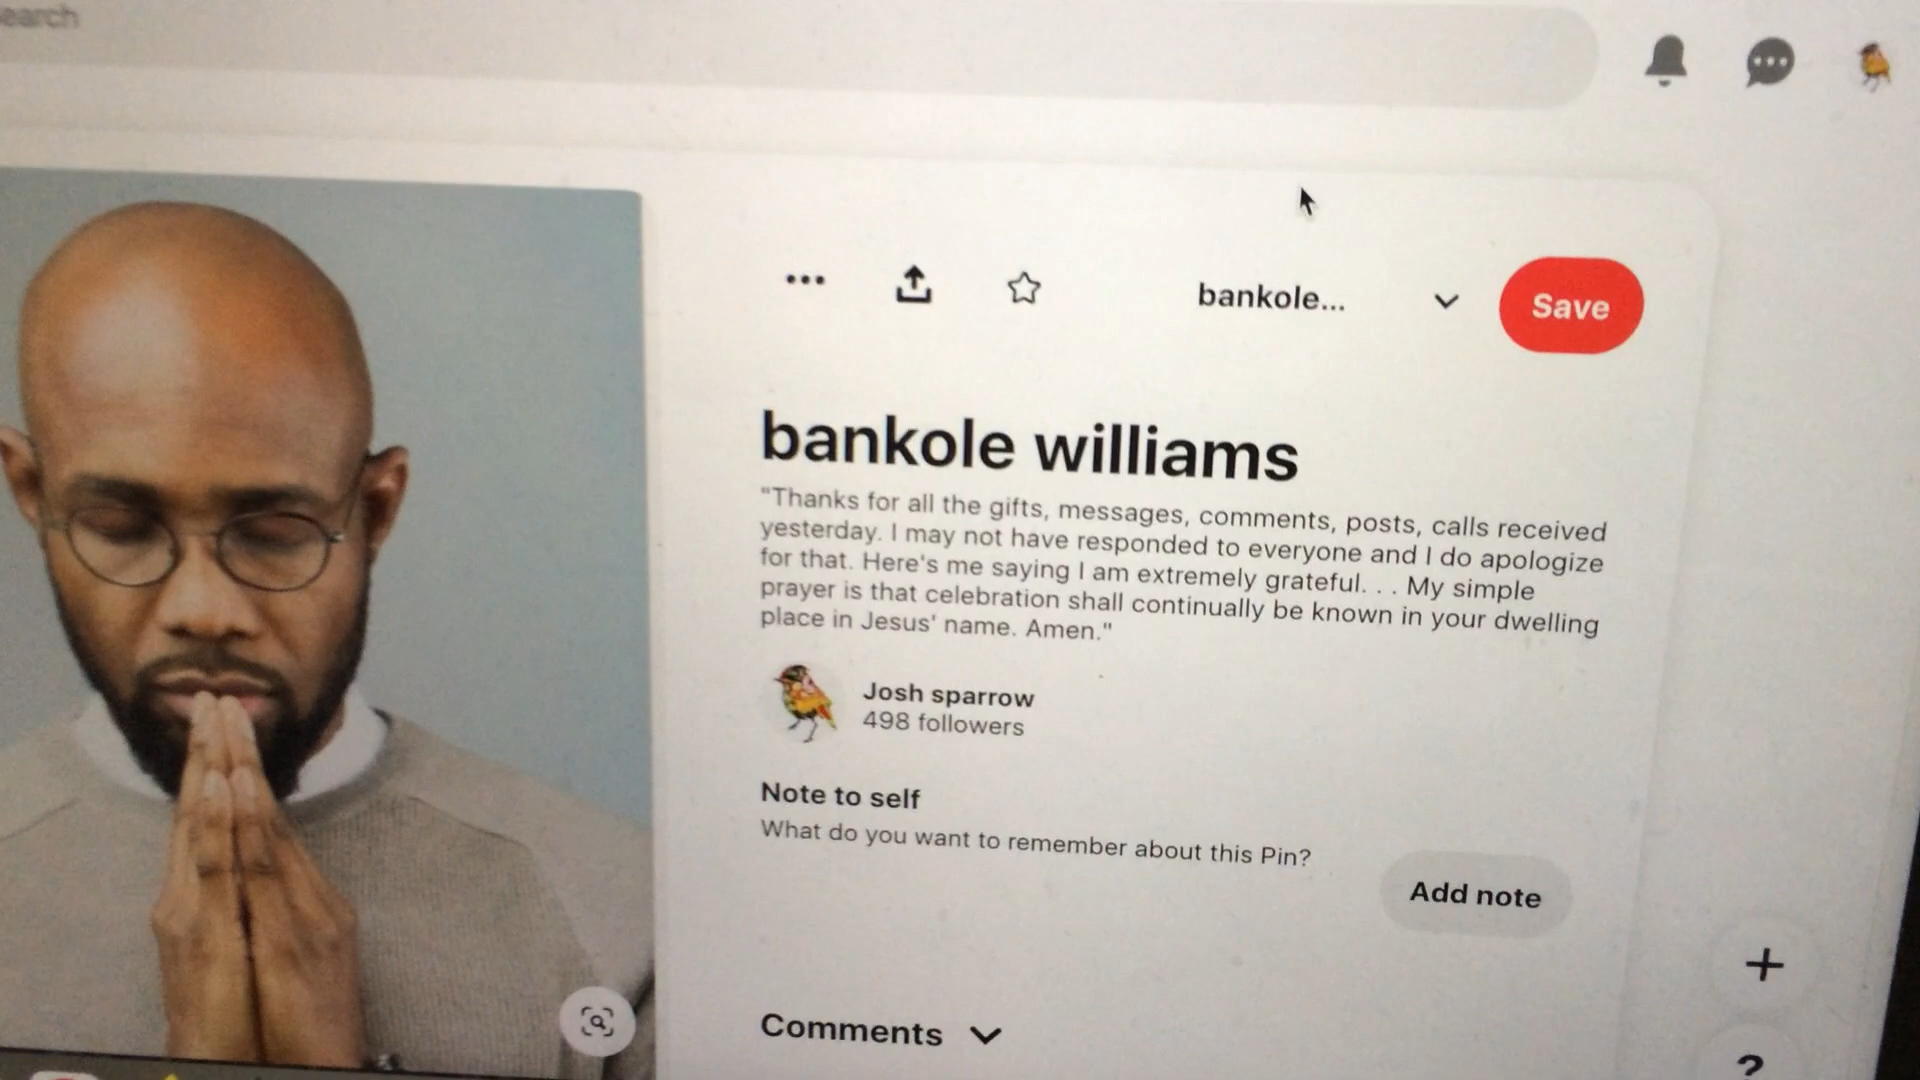 earch
bankole...
Save
bankole williams
"Thanks for all the gifts, messages, comments, posts, calls received
yesterday. I may not have responded to everyone and I do apologize
for that. Here's me saying I am extremely grateful. . . My simple
prayer is that celebration shall continually be known in your dwelling
place in Jesus' name. Amen."
Josh sparrow
498 followers
Note to self
What do you want to remember about this Pin?
Add note
Comments
?